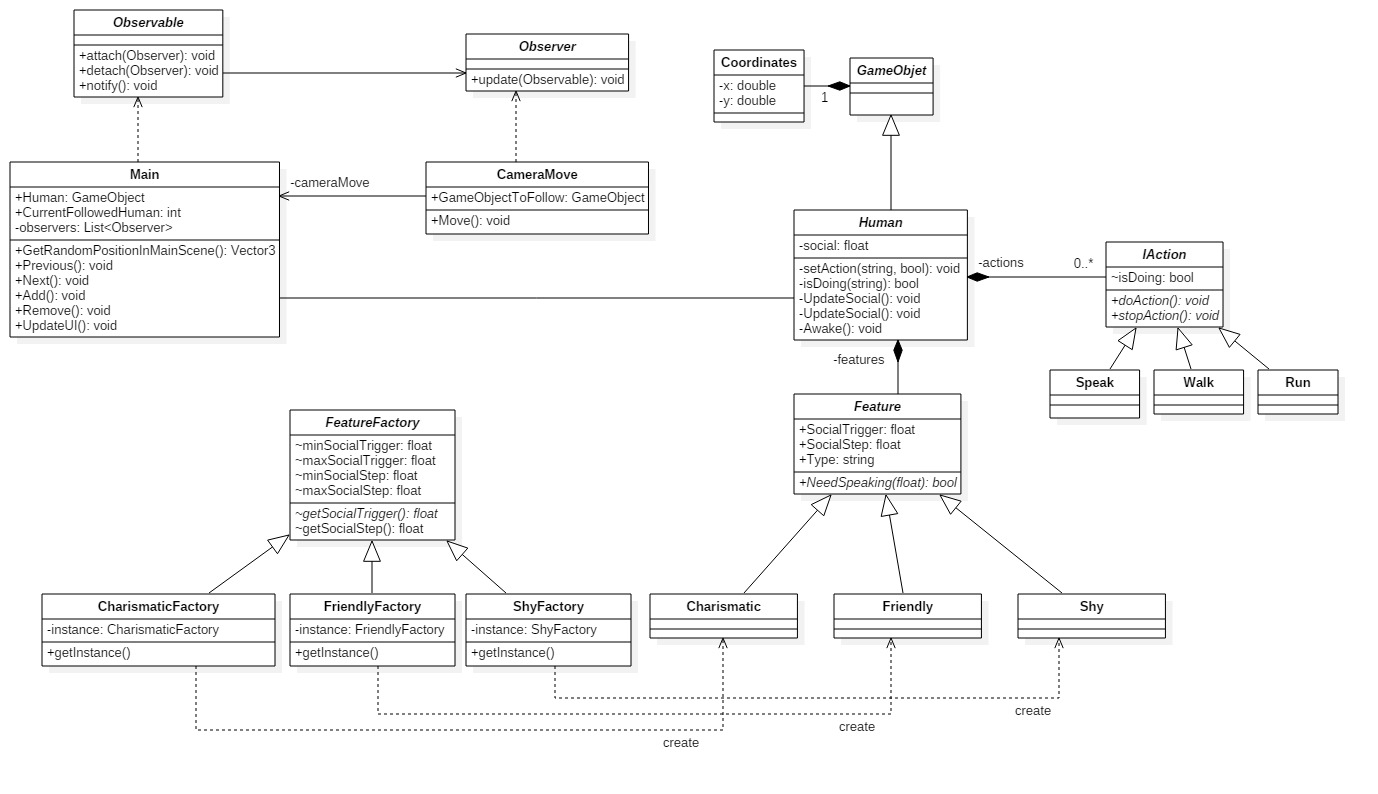 Observable
+attach(Observer): void
+detach(Observer): void
+notify(): void
Observer
+update(Observable): void
Coordinates
-x: double
-y: double
1
GameObjet
Main
+Human: GameObject
+CurrentFollowedHuman: int
-observers: List<Observer>
+GetRandomPositionInMainScene(): Vector3
+Previous(): void
+Next(): void
+Add(): void
+Remove(): void
+UpdateUI(): void
-cameraMove
CameraMove
+GameObjectToFollow: GameObject
+Move(): void
Human
-social: float
-setAction(string, bool): void
-isDoing(string): bool
-UpdateSocial(): void
-UpdateSocial(): void
-Awake(): void
-actions
0..*
IAction
~isDoing: bool
+doAction(): void
+stopAction(): void
Speak
Walk
Run
-features
Feature
+SocialTrigger: float
+SocialStep: float
+Type: string
+NeedSpeaking(float): bool
FeatureFactory
~minSocialTrigger: float
~maxSocialTrigger: float
~minSocialStep: float
~maxSocialStep: float
~getSocialTrigger(): float
~getSocialStep(): float
CharismaticFactory
-instance: CharismaticFactory
+getInstance()
FriendlyFactory
-instance: FriendlyFactory
+getInstance()
ShyFactory
-instance: ShyFactory
+getInstance()
Charismatic
Friendly
Shy
create
create
create